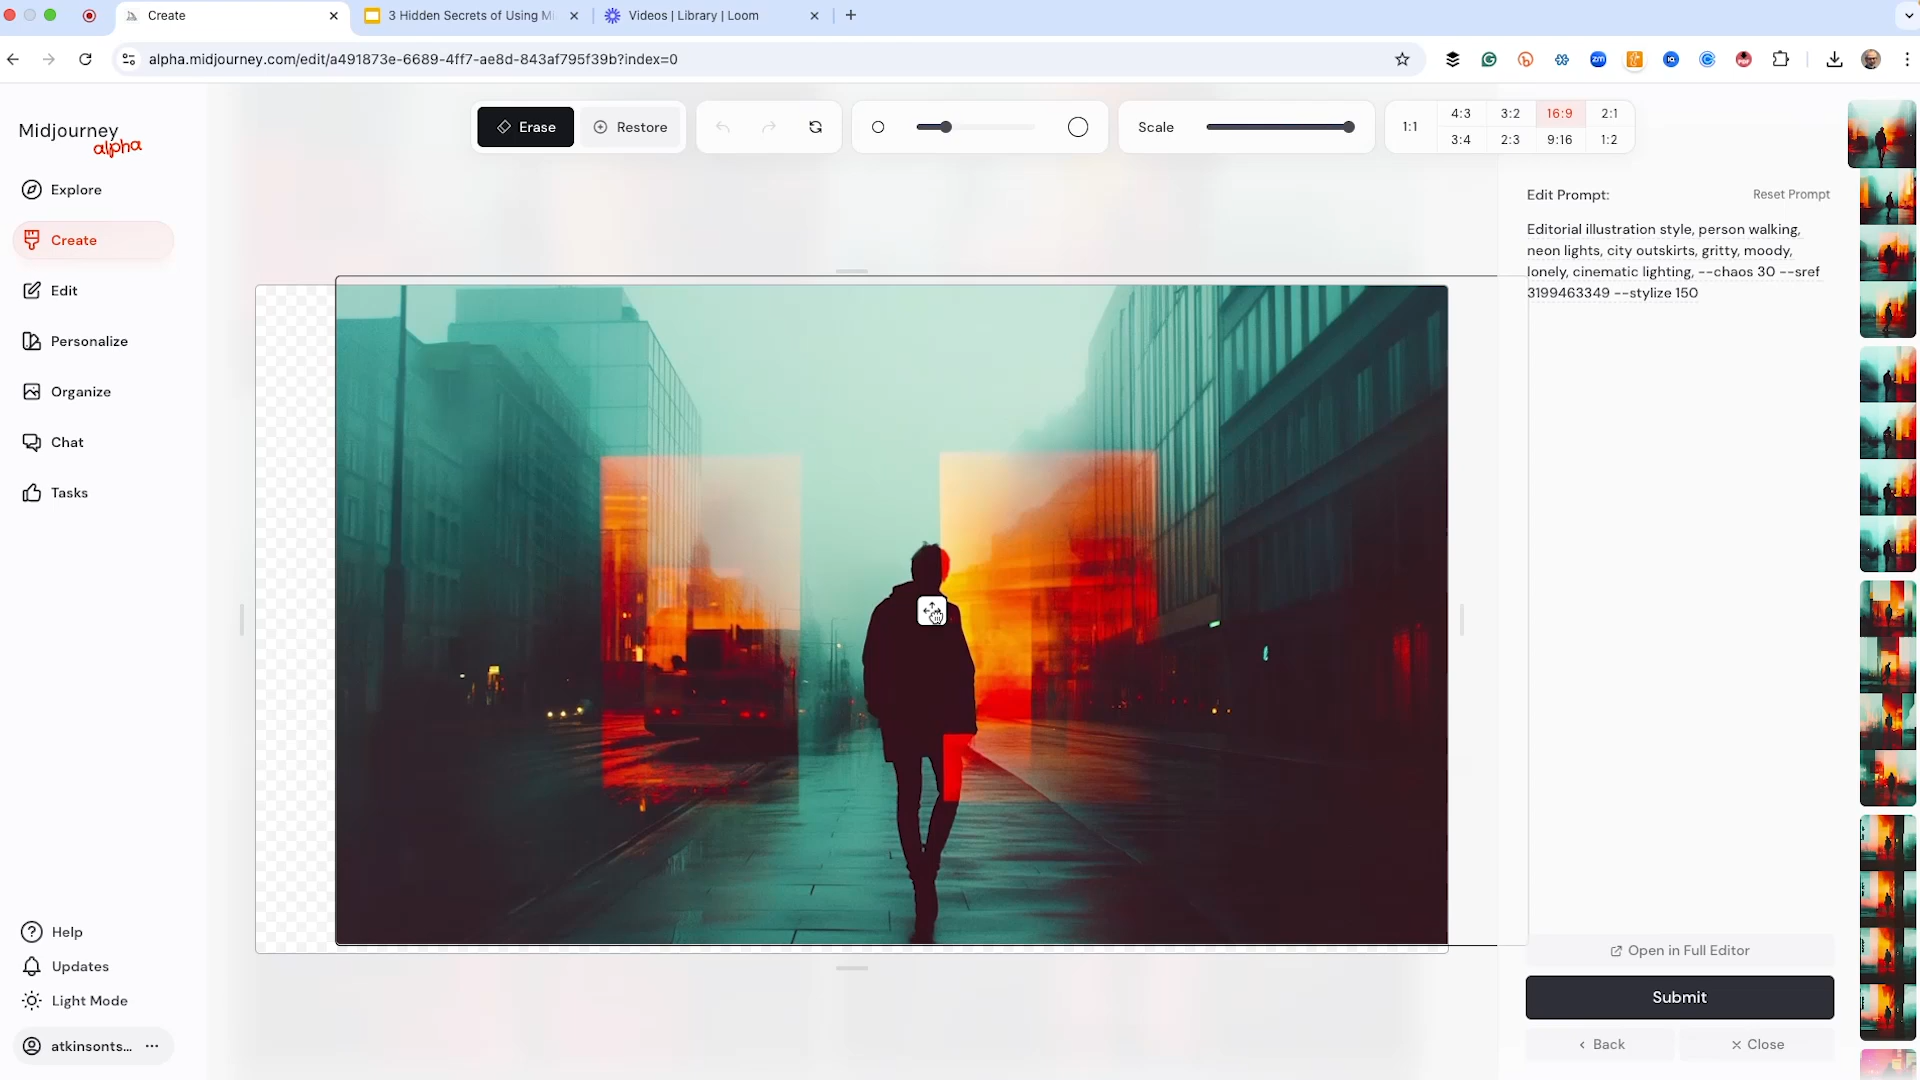 Create
3 Hidden Secrets of Using Mi
Videos | Library | Loom
alpha.midjourney.com/edit/a491873e-6689-4ff7-ae8d-843af795f39b?index=0
Midjourney
alpha
Explore
Create
Edit
Personalize
Organize
Chat
Tasks
Help
Updates
Light Mode
atkinsonts...
Erase
Restore
Scale
1:1
4:3
3:2
16:9
2:1
3:4
2:3
9:16
1:2
Edit Prompt:
Reset Prompt
Editorial illustration style, person walking,
neon lights, city outskirts, gritty, moody,
lonely, cinematic lighting, --chaos 30 --sref
3199463349 --stylize 150
Open in Full Editor
Submit
Back
Close